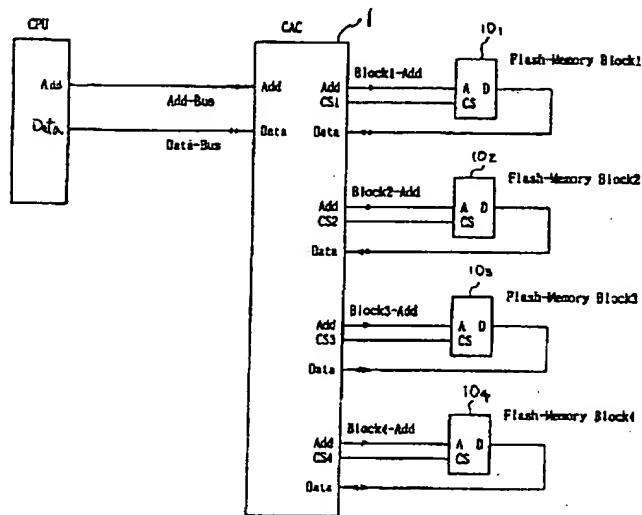 CPU
CAC
1
Add
Add-Bus
Add
Data
Data-Bus
Data
Add
Block1-Add
CS1
Data
10₁
A D
CS
Flash-Memory Block1
Add
Block2-Add
CS2
Data
10₂
A D
CS
Flash-Memory Block2
Add
Block3-Add
CS3
Data
10₃
A D
CS
Flash-Memory Block3
Add
Block4-Add
CS4
Data
10₄
A D
CS
Flash-Memory Block4